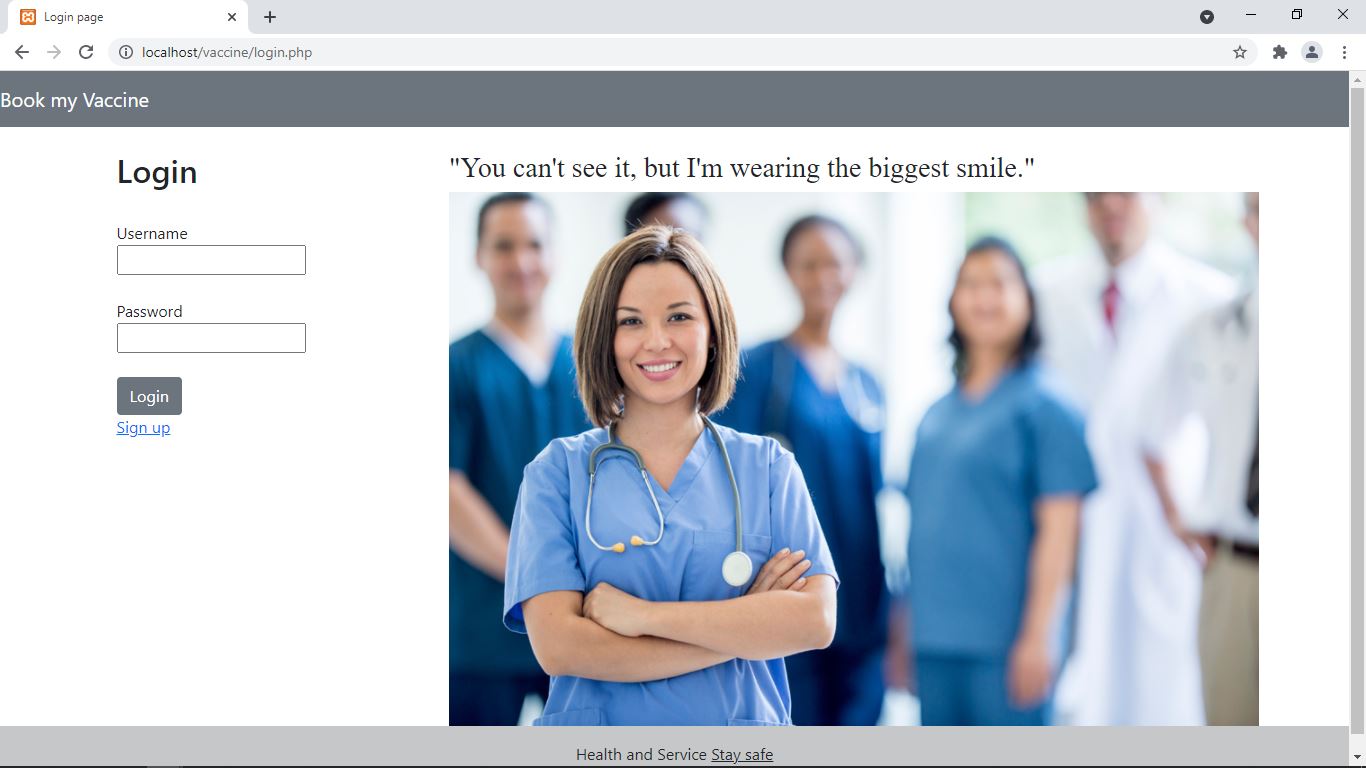 Login page
localhost/vaccine/login.php
Book my Vaccine
Login
Username
Password
Login
Sign up
"You can't see it, but I'm wearing the biggest smile."
Health and Service Stay safe